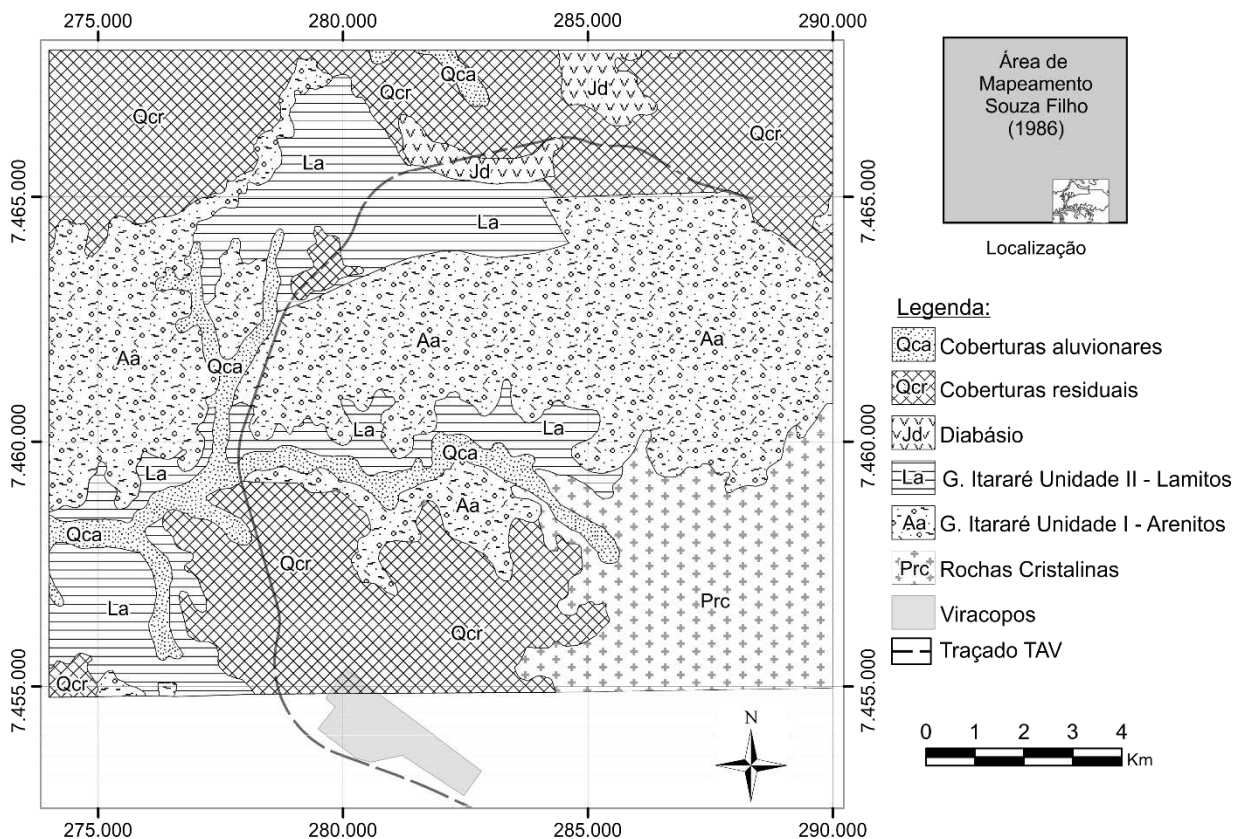 275.000
280.000
285.000
290.000
7.465.000
7.460.000
7.455.000
7.465.000
7.460.000
7.455.000
Qcr
Qcr
Qca
Jd
Qcr
La
Jd
La
Aa
Qca
Aa
Aa
La
La
La
Qca
Aa
Qca
Qcr
La
Prc
Qcr
Qcr
N
275.000
280.000
285.000
290.000
Área de
Mapeamento
Souza Filho
(1986)
Localização
Legenda:
Qca Coberturas aluvionares
Qcr Coberturas residuais
Jd Diabásio
La G. Itararé Unidade II - Lamitos
Aa G. Itararé Unidade I - Arenitos
Prc Rochas Cristalinas
Viracopos
Traçado TAV
0 1 2 3 4
Km